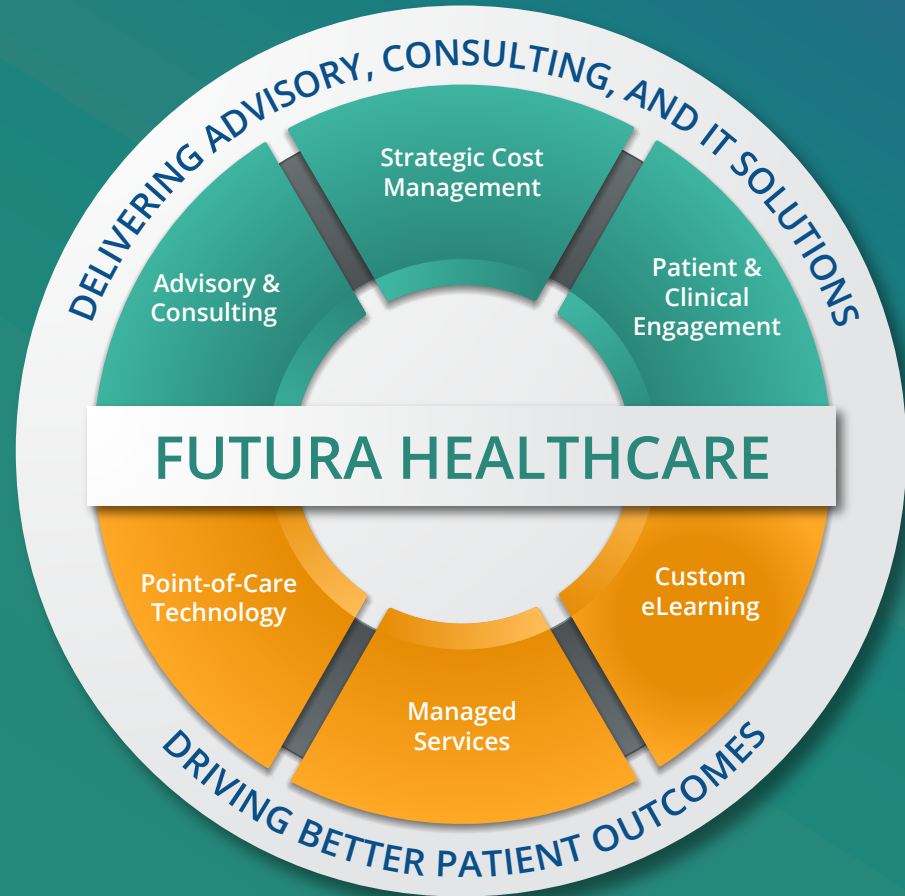 DELIVERING ADVISORY, CONSULTING, AND IT SOLUTIONS
Strategic Cost
Management
Advisory &
Consulting
Patient &
Clinical
Engagement
FUTURA HEALTHCARE
Point-of-Care
Technology
Custom
eLearning
Managed
Services
DRIVING BETTER PATIENT OUTCOMES